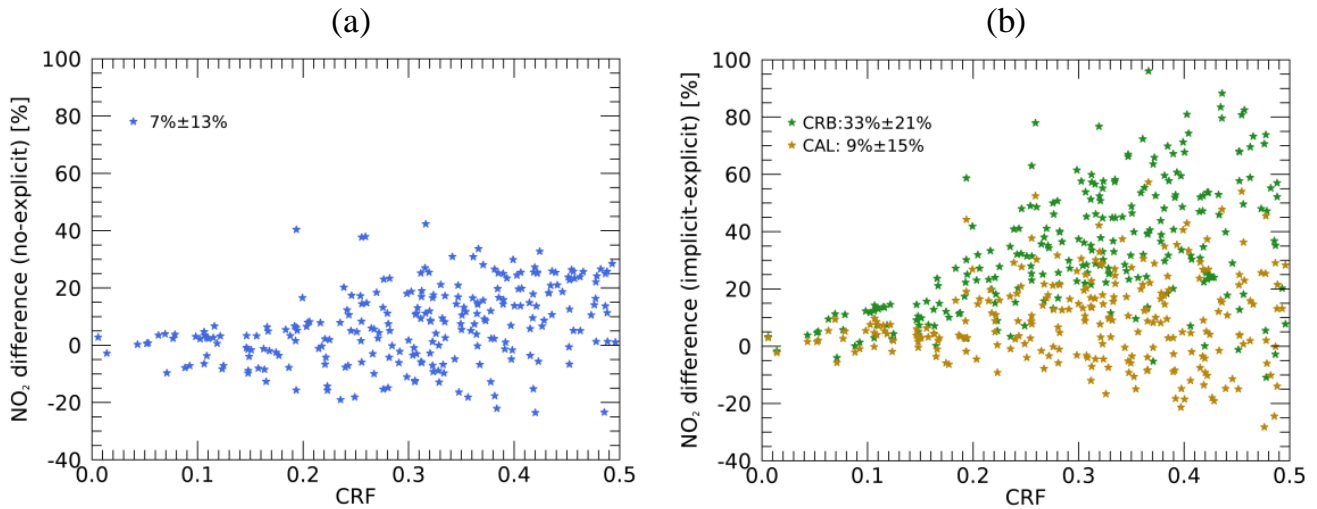 (a)
NO₂ difference (no-explicit) [%]
100
80
60
40
20
0
-20
-40
7%±13%
0.0 0.1 0.2 0.3 0.4 0.5
CRF
(b)
NO₂ difference (implicit-explicit) [%]
100
80
60
40
20
0
-20
-40
CRB:33%±21%
CAL: 9%±15%
0.0 0.1 0.2 0.3 0.4 0.5
CRF